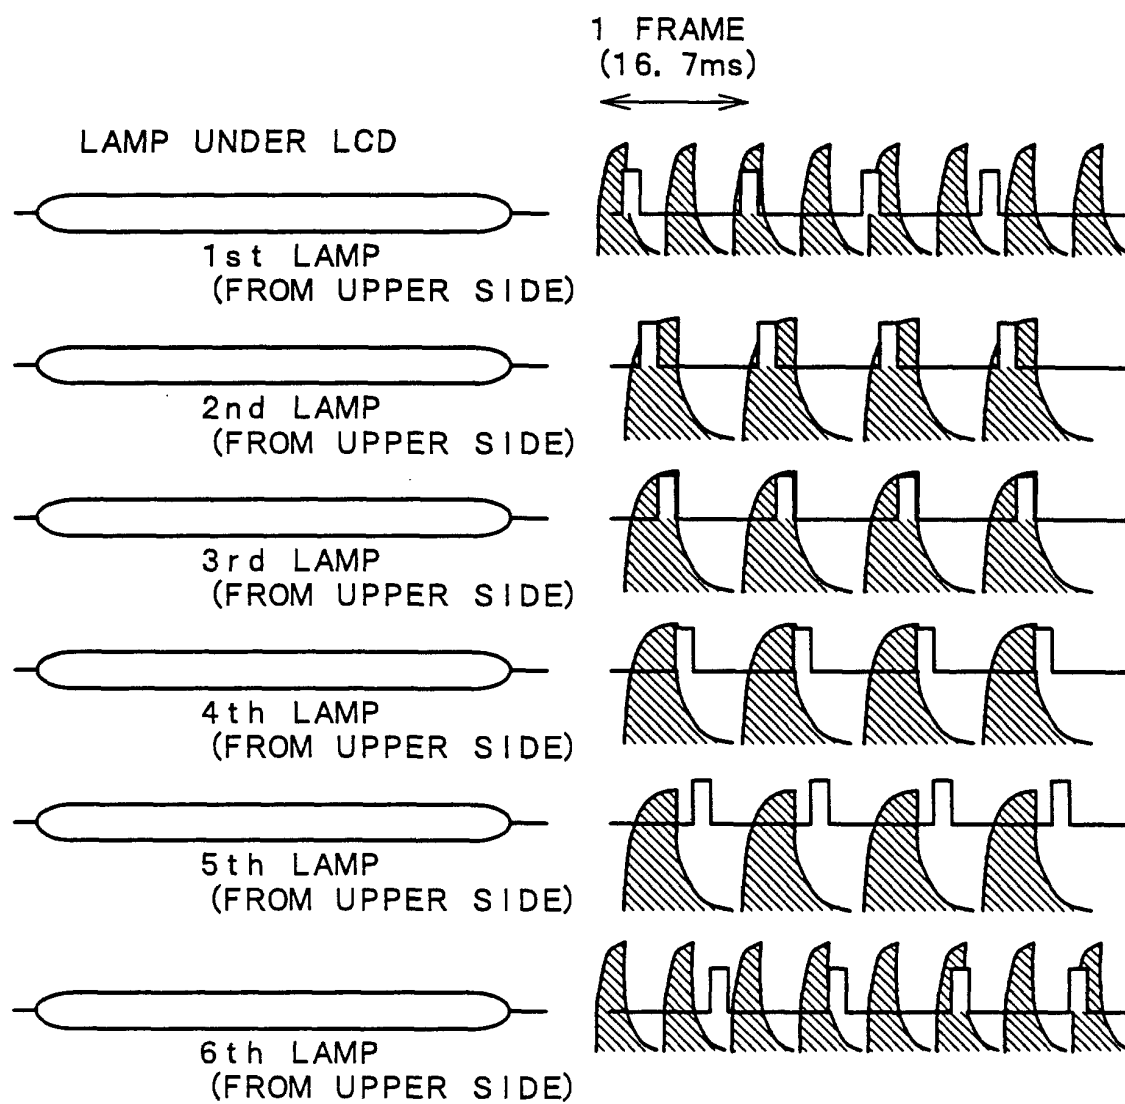 1 FRAME
(16. 7ms)
LAMP UNDER LCD
1st LAMP
(FROM UPPER SIDE)
2nd LAMP
(FROM UPPER SIDE)
3rd LAMP
(FROM UPPER SIDE)
4th LAMP
(FROM UPPER SIDE)
5th LAMP
(FROM UPPER SIDE)
6th LAMP
(FROM UPPER SIDE)